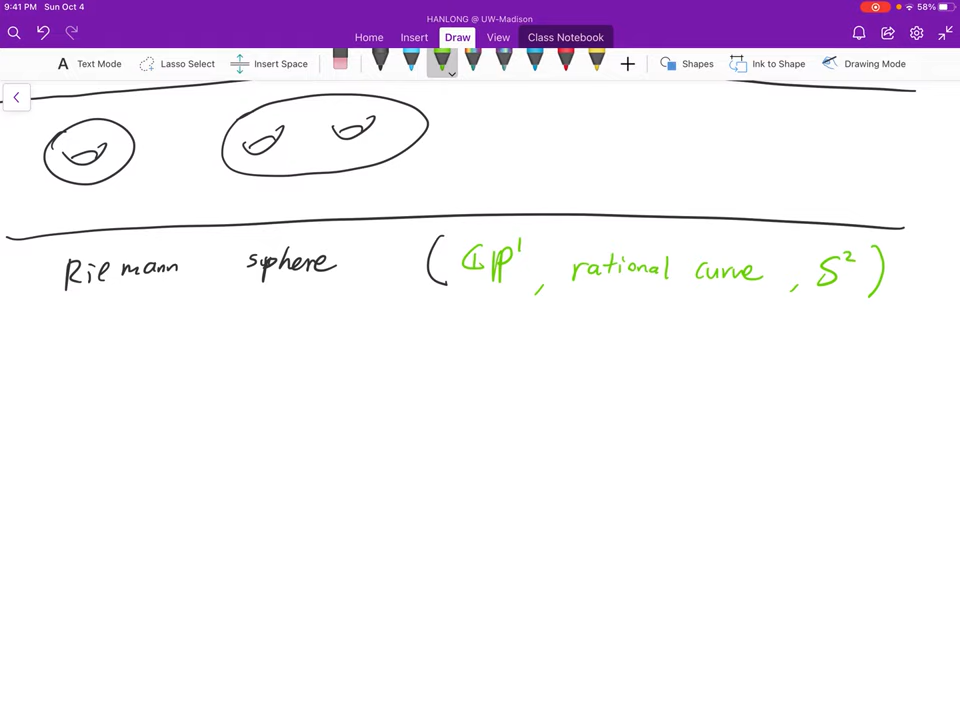 9:41 PM Sun Oct 4 58%
HANLONG @ UW-Madison
Home Insert Draw View Class Notebook
A Text Mode Lasso Select Insert Space Shapes Ink to Shape Drawing Mode
Riemann sphere (ℂℙ¹, rational curve, S²)